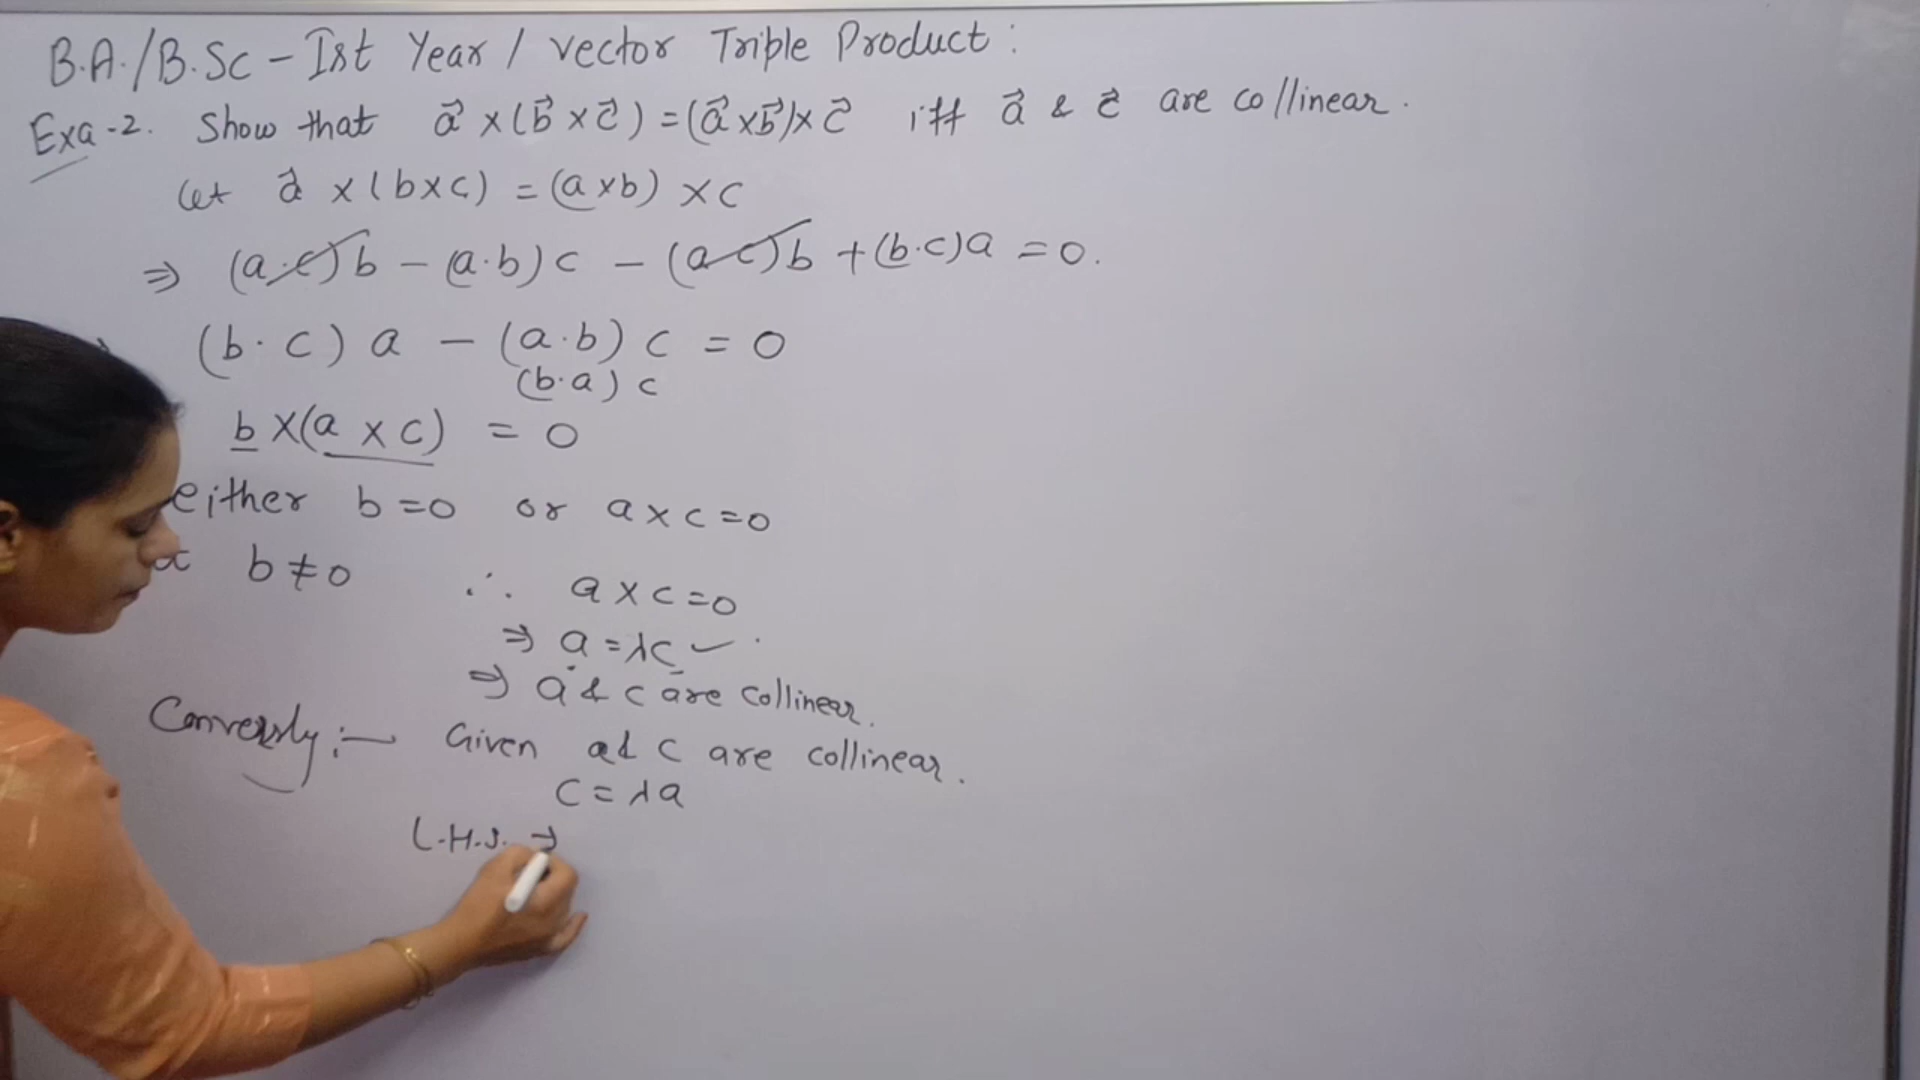 B.A./B.Sc - Ist Year / Vector Triple Product :
Exa-2. Show that a⃗ × (b⃗ × c⃗) = (a⃗ × b⃗) × c⃗ iff a⃗ & c⃗ are collinear.
Let a⃗ × (b × c) = (a × b) × c
⇒ (a·c)b - (a·b)c - (a·c)b + (b·c)a = 0.
(b·c) a - (a·b) c = 0
(b·a) c
b × (a × c) = 0
either b = 0 or a × c = 0
b ≠ 0 ∴ a × c = 0
⇒ a = λc
⇒ a & c are collinear.
Conversly :- Given a & c are collinear.
c = λa
L.H.S. ⇒